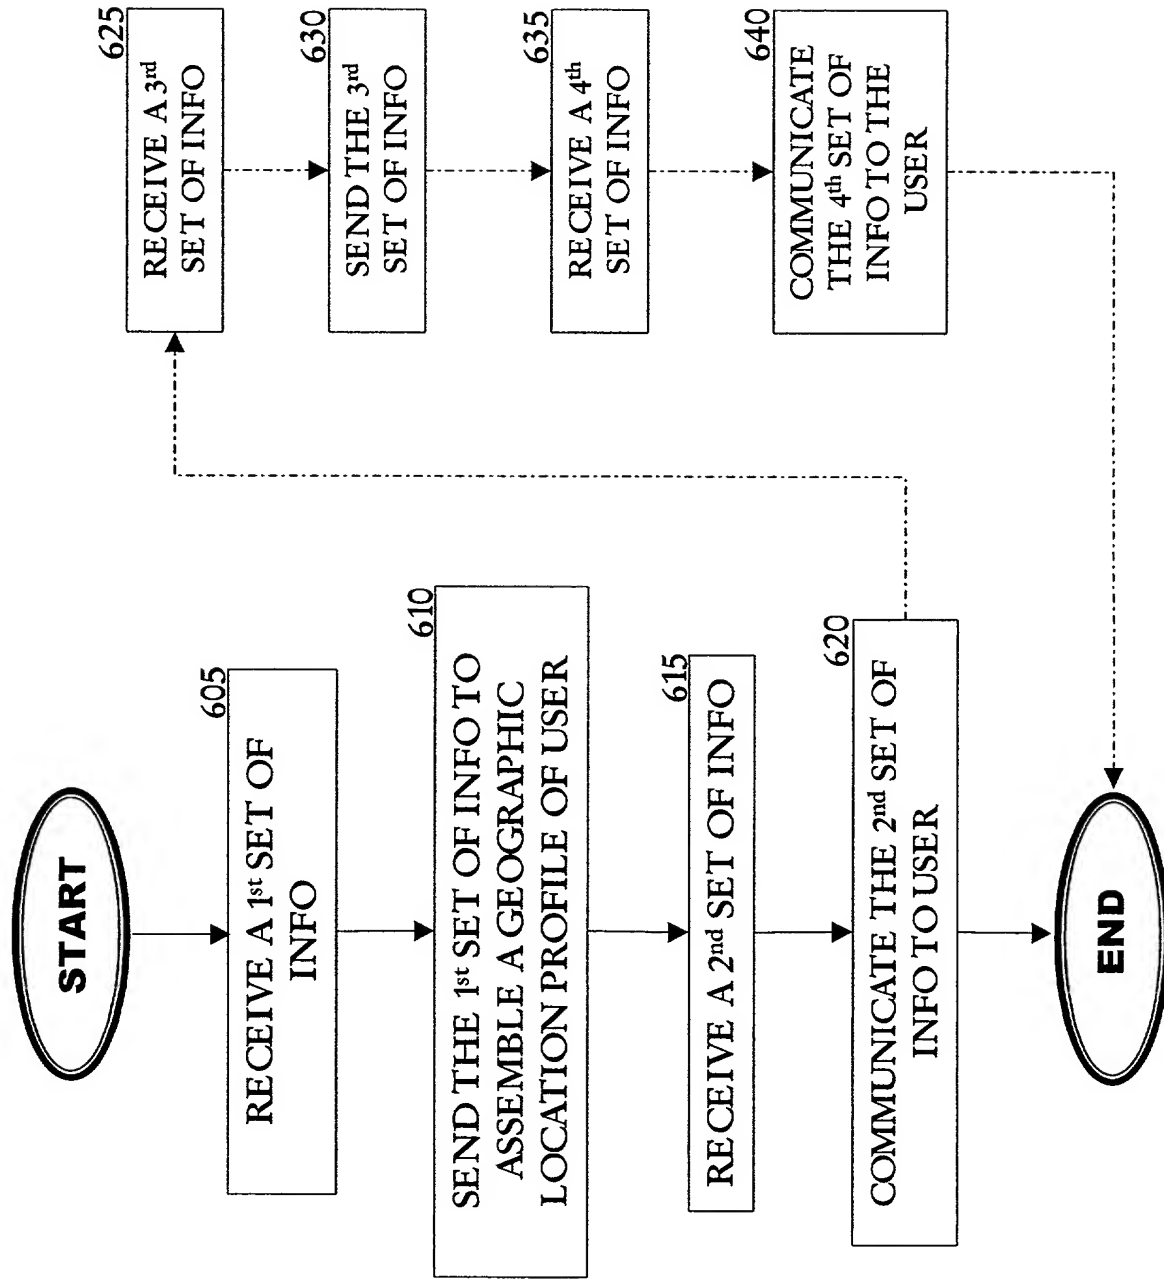 START
605
RECEIVE A 1st SET OF
INFO
610
SEND THE 1st SET OF INFO TO
ASSEMBLE A GEOGRAPHIC
LOCATION PROFILE OF USER
615
RECEIVE A 2nd SET OF INFO
620
COMMUNICATE THE 2nd SET OF
INFO TO USER
END
625
RECEIVE A 3rd
SET OF INFO
630
SEND THE 3rd
SET OF INFO
635
RECEIVE A 4th
SET OF INFO
640
COMMUNICATE
THE 4th SET OF
INFO TO THE
USER